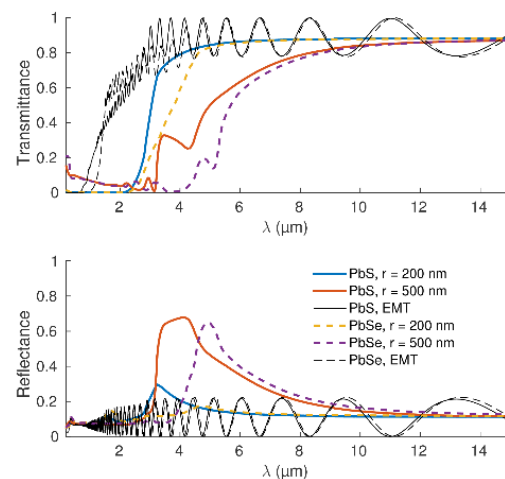 1
0.8
0.6
0.4
0.2
0
Transmittance
2 4 6 8 10 12 14
λ (μm)
1
0.8
0.6
0.4
0.2
0
Reflectance
PbS, r = 200 nm
PbS, r = 500 nm
PbS, EMT
PbSe, r = 200 nm
PbSe, r = 500 nm
PbSe, EMT
2 4 6 8 10 12 14
λ (μm)